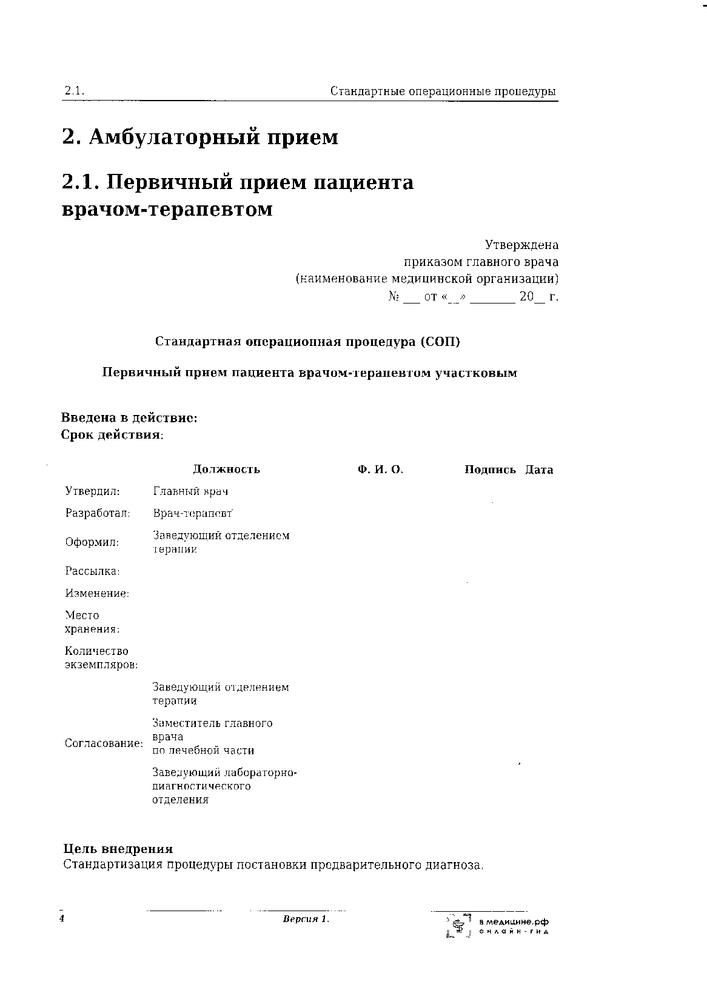 2.1. Стандартные операционные процедуры
2. Амбулаторный прием
2.1. Первичный прием пациента
врачом-терапевтом
Утверждена
приказом главного врача
(наименование медицинской организации)
№ ___ от «__» ________ 20__ г.
Стандартная операционная процедура (СОП)
Первичный прием пациента врачом-терапевтом участковым
Введена в действие:
Срок действия:
Должность Ф. И. О. Подпись Дата
Утвердил: Главный врач
Разработал: Врач-терапевт
Оформил: Заведующий отделением
терапии
Рассылка:
Изменение:
Место
хранения:
Количество
экземпляров:
Заведующий отделением
терапии
Согласование: Заместитель главного
врача
по лечебной части
Заведующий лабораторно-
диагностического
отделения
Цель внедрения
Стандартизация процедуры постановки предварительного диагноза.
4 Версия 1.
в медицине.рф
онлайн-гид